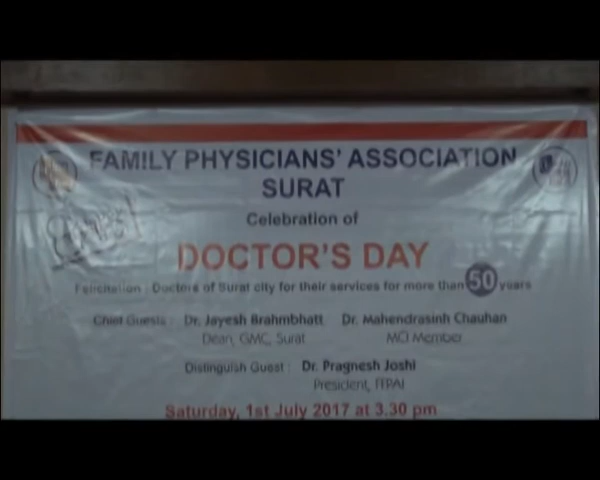 FAMILY PHYSICIANS' ASSOCIATION
SURAT
Celebration of
DOCTOR'S DAY
Felicitation : Doctors of Surat city for their services for more than 50 years
Chief Guests : Dr. Jayesh Brahmbhatt Dr. Mahendrasinh Chauhan
Dean, GMC, Surat MCI Member
Distinguish Guest : Dr. Pragnesh Joshi
President,
Saturday, 1st July 2017 at 3.30 pm